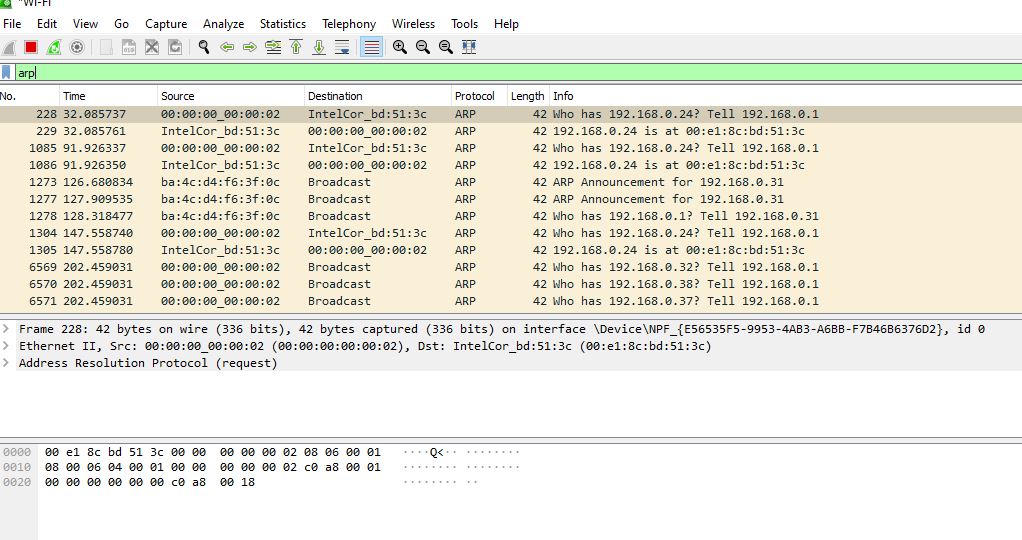 *Wi-Fi
File Edit View Go Capture Analyze Statistics Telephony Wireless Tools Help
arp
No. Time Source Destination Protocol Length Info
228 32.085737 00:00:00_00:00:02 IntelCor_bd:51:3c ARP 42 Who has 192.168.0.24? Tell 192.168.0.1
229 32.085761 IntelCor_bd:51:3c 00:00:00_00:00:02 ARP 42 192.168.0.24 is at 00:e1:8c:bd:51:3c
1085 91.926337 00:00:00_00:00:02 IntelCor_bd:51:3c ARP 42 Who has 192.168.0.24? Tell 192.168.0.1
1086 91.926350 IntelCor_bd:51:3c 00:00:00_00:00:02 ARP 42 192.168.0.24 is at 00:e1:8c:bd:51:3c
1273 126.680834 ba:4c:d4:f6:3f:0c Broadcast ARP 42 ARP Announcement for 192.168.0.31
1277 127.909535 ba:4c:d4:f6:3f:0c Broadcast ARP 42 ARP Announcement for 192.168.0.31
1278 128.318477 ba:4c:d4:f6:3f:0c Broadcast ARP 42 Who has 192.168.0.1? Tell 192.168.0.31
1304 147.558740 00:00:00_00:00:02 IntelCor_bd:51:3c ARP 42 Who has 192.168.0.24? Tell 192.168.0.1
1305 147.558780 IntelCor_bd:51:3c 00:00:00_00:00:02 ARP 42 192.168.0.24 is at 00:e1:8c:bd:51:3c
6569 202.459031 00:00:00_00:00:02 Broadcast ARP 42 Who has 192.168.0.32? Tell 192.168.0.1
6570 202.459031 00:00:00_00:00:02 Broadcast ARP 42 Who has 192.168.0.38? Tell 192.168.0.1
6571 202.459031 00:00:00_00:00:02 Broadcast ARP 42 Who has 192.168.0.37? Tell 192.168.0.1
Frame 228: 42 bytes on wire (336 bits), 42 bytes captured (336 bits) on interface \Device\NPF_{E56535F5-9953-4AB3-A6BB-F7B46B6376D2}, id 0
Ethernet II, Src: 00:00:00_00:00:02 (00:00:00:00:00:02), Dst: IntelCor_bd:51:3c (00:e1:8c:bd:51:3c)
Address Resolution Protocol (request)
0000 00 e1 8c bd 51 3c 00 00 00 00 00 02 08 06 00 01 ····Q<·· ········
0010 08 00 06 04 00 01 00 00 00 00 00 02 c0 a8 00 01 ········ ········
0020 00 00 00 00 00 00 c0 a8 00 18 ········ ··